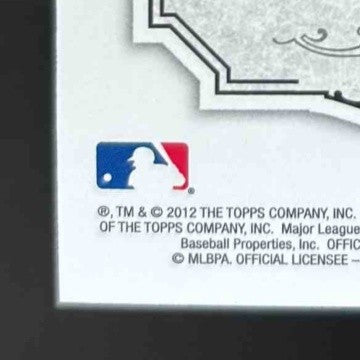 ®, TM & © 2012 THE TOPPS COMPANY, INC.
OF THE TOPPS COMPANY, INC. Major League
Baseball Properties, Inc. OFFIC
© MLBPA. OFFICIAL LICENSEE –